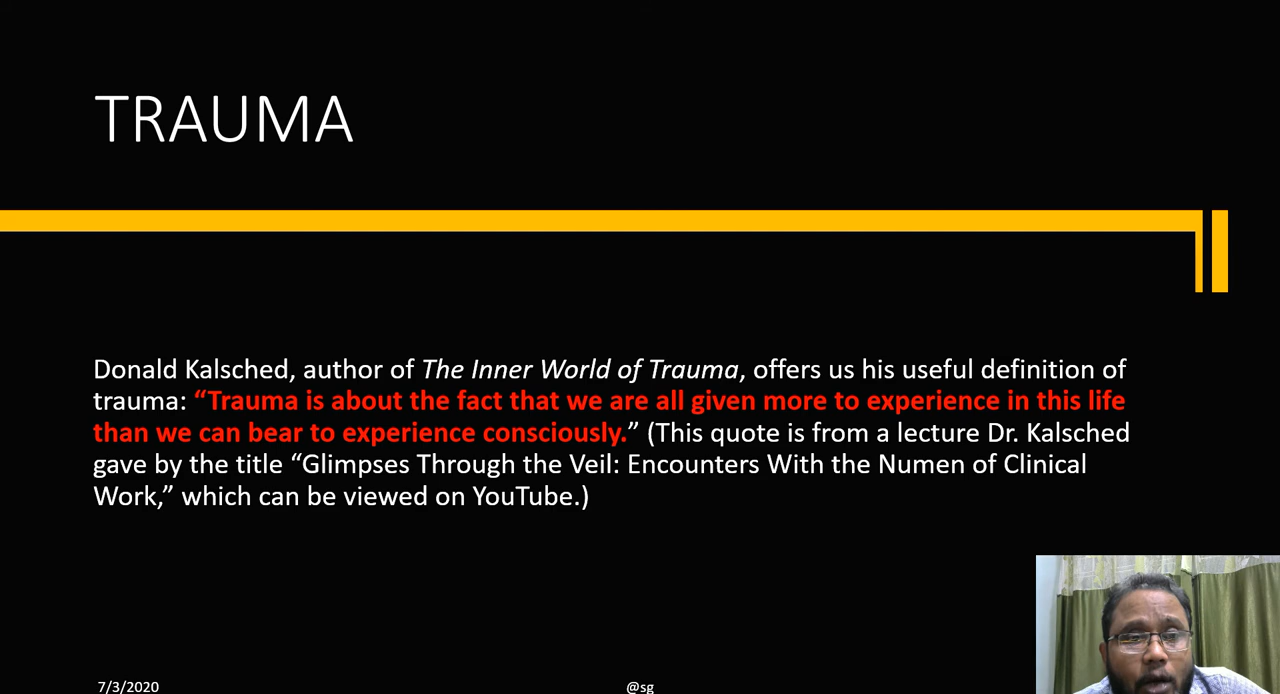 TRAUMA
Donald Kalsched, author of The Inner World of Trauma, offers us his useful definition of
trauma: “Trauma is about the fact that we are all given more to experience in this life
than we can bear to experience consciously.” (This quote is from a lecture Dr. Kalsched
gave by the title “Glimpses Through the Veil: Encounters With the Numen of Clinical
Work,” which can be viewed on YouTube.)
7/3/2020
@sg